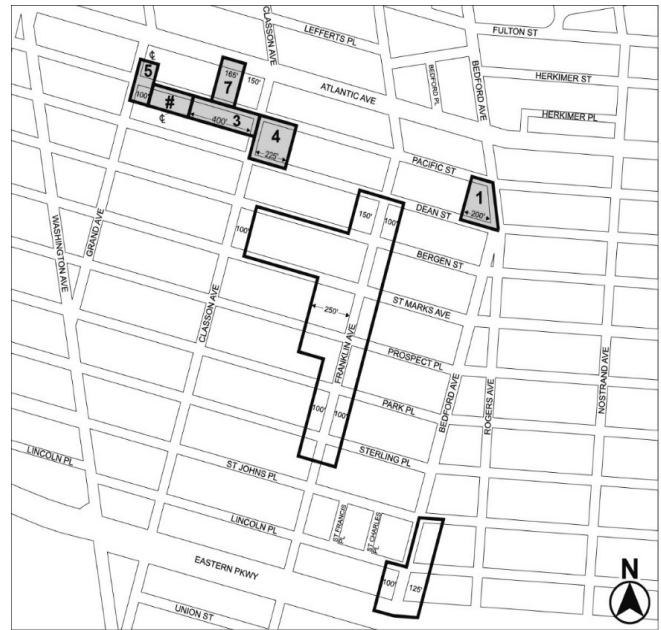 LEFFERTS PL
FULTON ST
CLASSON AVE
BEDFORD PL
BEDFORD AVE
HERKIMER ST
HERKIMER PL
ATLANTIC AVE
℄
5
100'
#
℄
400'
3
165'
7
150'
4
225'
PACIFIC ST
1
200'
DEAN ST
150'
100'
100'
BERGEN ST
WASHINGTON AVE
GRAND AVE
CLASSON AVE
250'
ST MARKS AVE
FRANKLIN AVE
PROSPECT PL
PARK PL
BEDFORD AVE
ROGERS AVE
NOSTRAND AVE
100'
100'
STERLING PL
LINCOLN PL
ST JOHNS PL
LINCOLN PL
ST FRANCIS
PL
ST CHARLES
PL
EASTERN PKWY
100'
125'
UNION ST
N